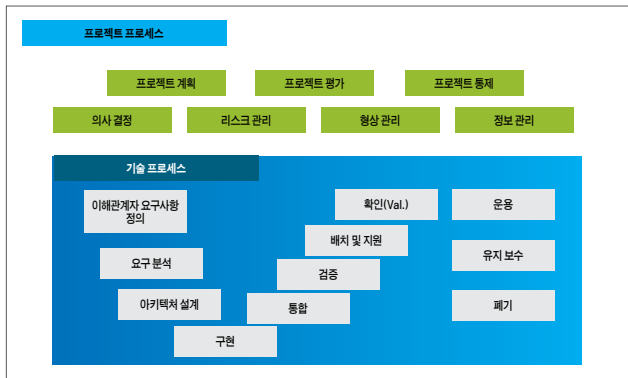 프로젝트 프로세스
프로젝트 계획
프로젝트 평가
프로젝트 통제
의사 결정
리스크 관리
형상 관리
정보 관리
기술 프로세스
이해관계자 요구사항
정의
확인(Val.)
운용
배치 및 지원
요구 분석
검증
유지 보수
아키텍처 설계
통합
폐기
구현